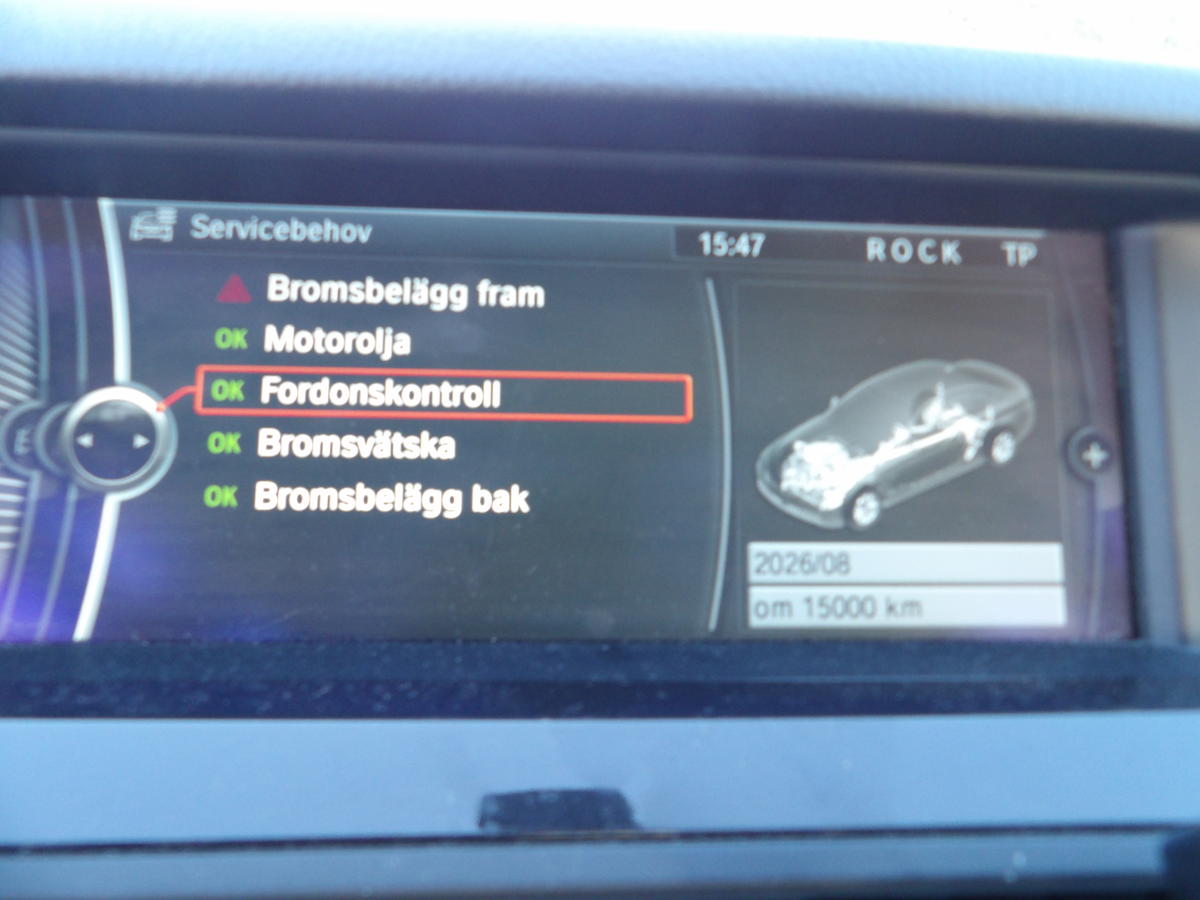 Servicebehov
15:47
ROCK
TP
Bromsbelägg fram
OK Motorolja
OK Fordonskontroll
OK Bromsvätska
OK Bromsbelägg bak
2026/08
om 15000 km